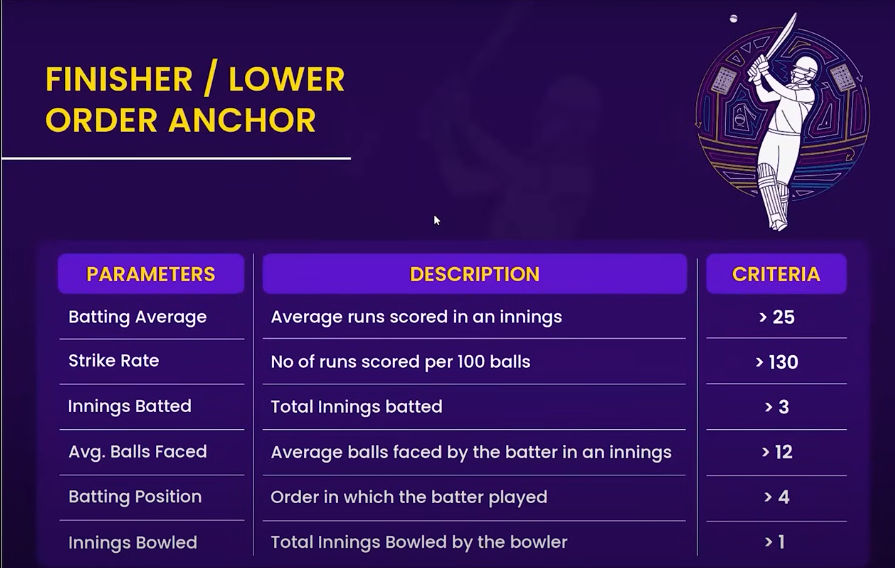 FINISHER / LOWER
ORDER ANCHOR
PARAMETERS DESCRIPTION CRITERIA
Batting Average Average runs scored in an innings > 25
Strike Rate No of runs scored per 100 balls > 130
Innings Batted Total Innings batted > 3
Avg. Balls Faced Average balls faced by the batter in an innings > 12
Batting Position Order in which the batter played > 4
Innings Bowled Total Innings Bowled by the bowler > 1